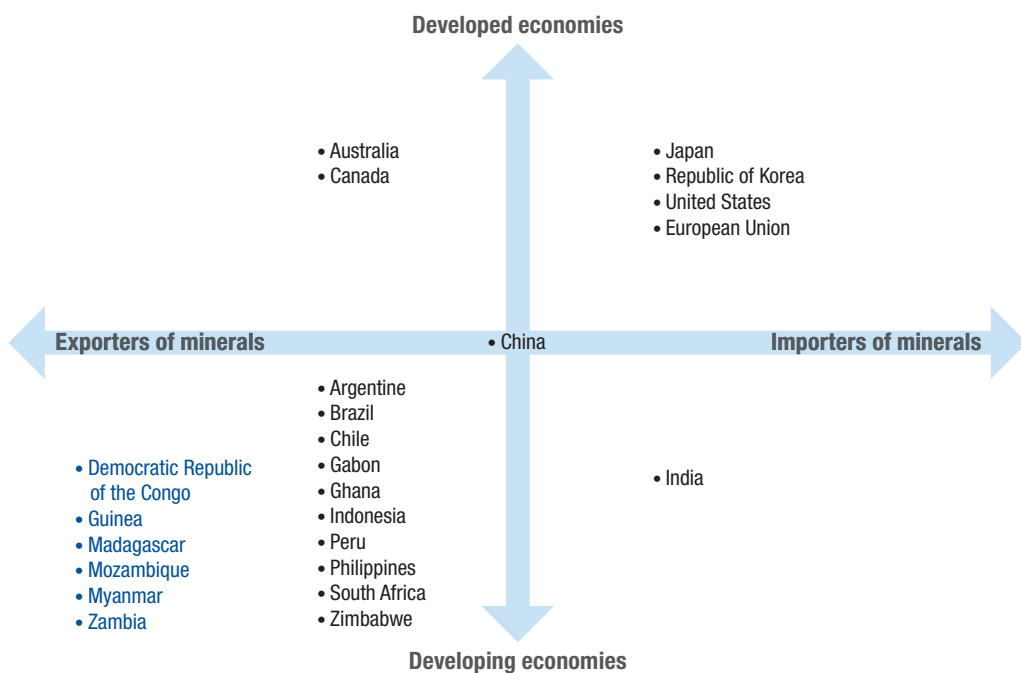 Developed economies
• Australia
• Canada
• Japan
• Republic of Korea
• United States
• European Union
Exporters of minerals
• China
Importers of minerals
• Argentine
• Brazil
• Chile
• Gabon
• Ghana
• Indonesia
• Peru
• Philippines
• South Africa
• Zimbabwe
• Democratic Republic
of the Congo
• Guinea
• Madagascar
• Mozambique
• Myanmar
• Zambia
• India
Developing economies